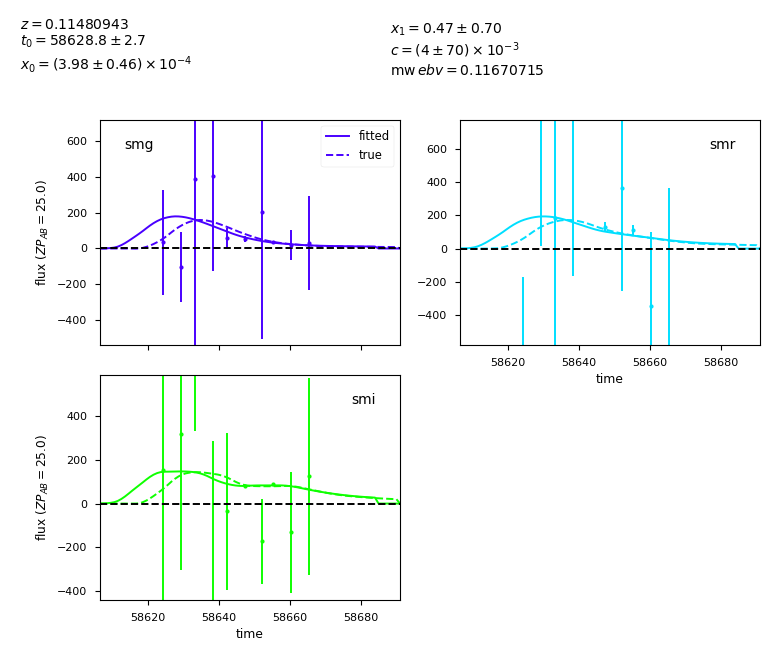 z = 0.11480943
t₀ = 58628.8 ± 2.7
x₀ = (3.98 ± 0.46) × 10⁻⁴
x₁ = 0.47 ± 0.70
c = (4 ± 70) × 10⁻³
mw ebv = 0.11670715
smg
fitted
true
600
400
200
0
−200
−400
flux (ZP_AB = 25.0)
smr
600
400
200
0
−200
−400
58620 58640 58660 58680
time
smi
400
200
0
−200
−400
flux (ZP_AB = 25.0)
58620 58640 58660 58680
time